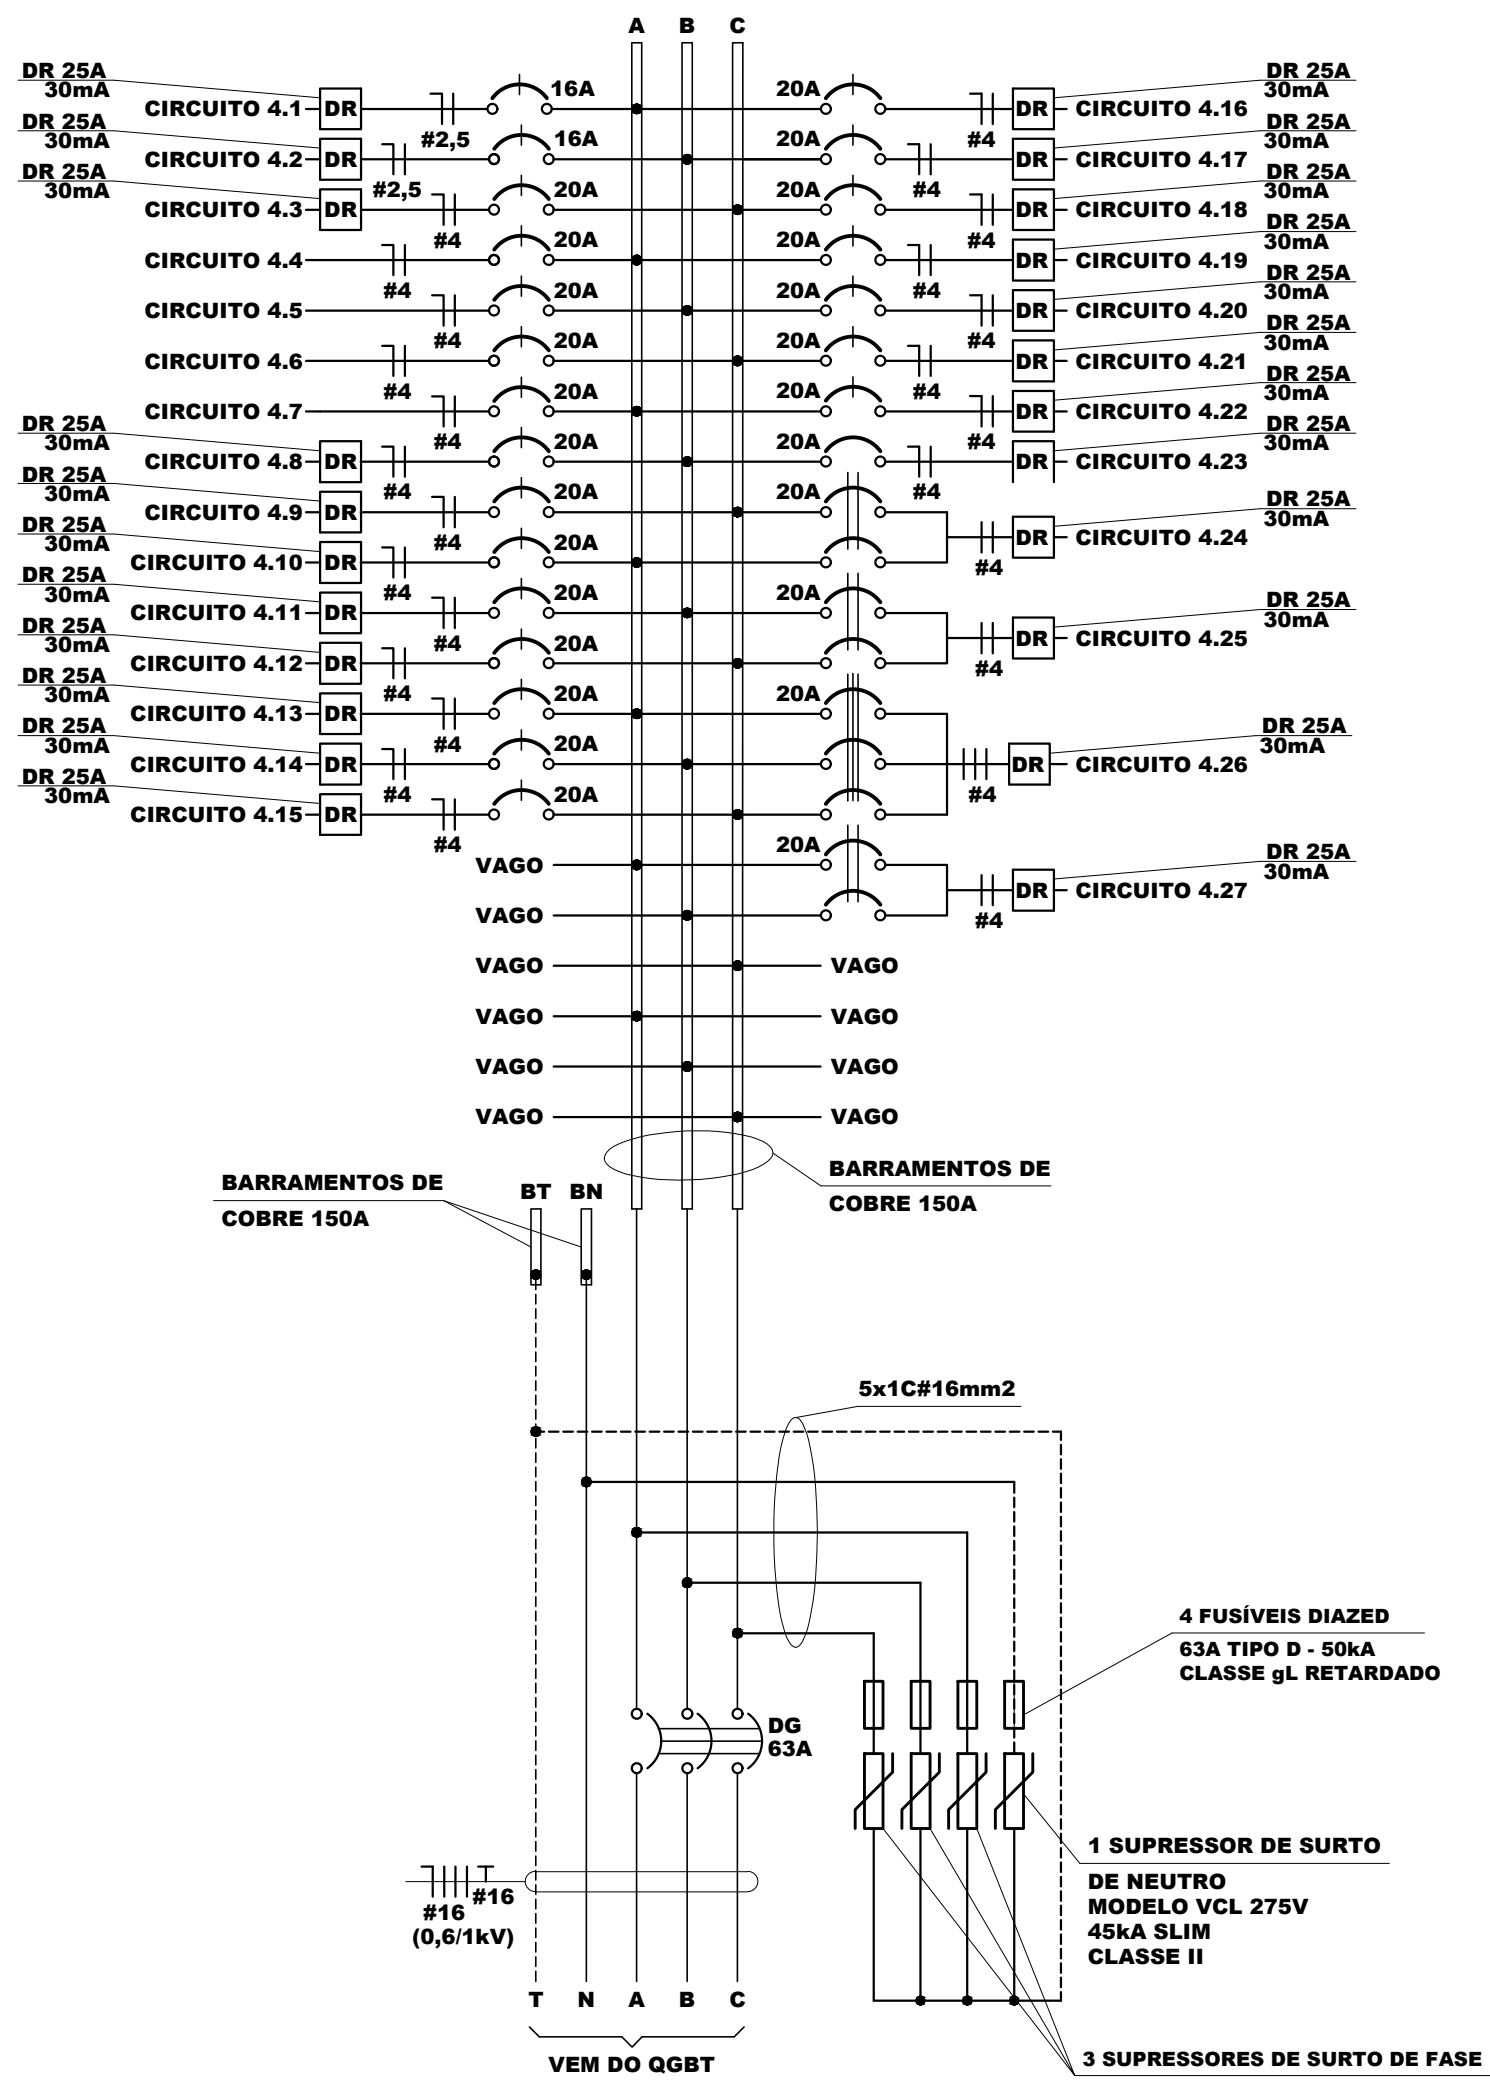 A B C
DR 25A
30mA
CIRCUITO 4.1 DR #2,5 16A
DR 25A
30mA
CIRCUITO 4.2 DR #2,5 16A
DR 25A
30mA
CIRCUITO 4.3 DR #4 20A
CIRCUITO 4.4 #4 20A
CIRCUITO 4.5 #4 20A
CIRCUITO 4.6 #4 20A
CIRCUITO 4.7 #4 20A
DR 25A
30mA
CIRCUITO 4.8 DR #4 20A
DR 25A
30mA
CIRCUITO 4.9 DR #4 20A
DR 25A
30mA
CIRCUITO 4.10 DR #4 20A
DR 25A
30mA
CIRCUITO 4.11 DR #4 20A
DR 25A
30mA
CIRCUITO 4.12 DR #4 20A
DR 25A
30mA
CIRCUITO 4.13 DR #4 20A
DR 25A
30mA
CIRCUITO 4.14 DR #4 20A
DR 25A
30mA
CIRCUITO 4.15 DR #4 20A
VAGO
VAGO
VAGO
VAGO
VAGO
VAGO
DR 25A
30mA
20A #4 DR CIRCUITO 4.16
DR 25A
30mA
20A #4 DR CIRCUITO 4.17
DR 25A
30mA
20A #4 DR CIRCUITO 4.18
DR 25A
30mA
20A #4 DR CIRCUITO 4.19
DR 25A
30mA
20A #4 DR CIRCUITO 4.20
DR 25A
30mA
20A #4 DR CIRCUITO 4.21
DR 25A
30mA
20A #4 DR CIRCUITO 4.22
DR 25A
30mA
20A #4 DR CIRCUITO 4.23
DR 25A
30mA
20A #4 DR CIRCUITO 4.24
DR 25A
30mA
20A #4 DR CIRCUITO 4.25
DR 25A
30mA
20A #4 DR CIRCUITO 4.26
DR 25A
30mA
20A #4 DR CIRCUITO 4.27
VAGO
VAGO
VAGO
VAGO
BARRAMENTOS DE
COBRE 150A
BT BN
BARRAMENTOS DE
COBRE 150A
5x1C#16mm2
4 FUSÍVEIS DIAZED
63A TIPO D - 50kA
CLASSE gL RETARDADO
DG
63A
1 SUPRESSOR DE SURTO
DE NEUTRO
MODELO VCL 275V
45kA SLIM
CLASSE II
#16
#16
(0,6/1kV)
T N A B C
VEM DO QGBT
3 SUPRESSORES DE SURTO DE FASE